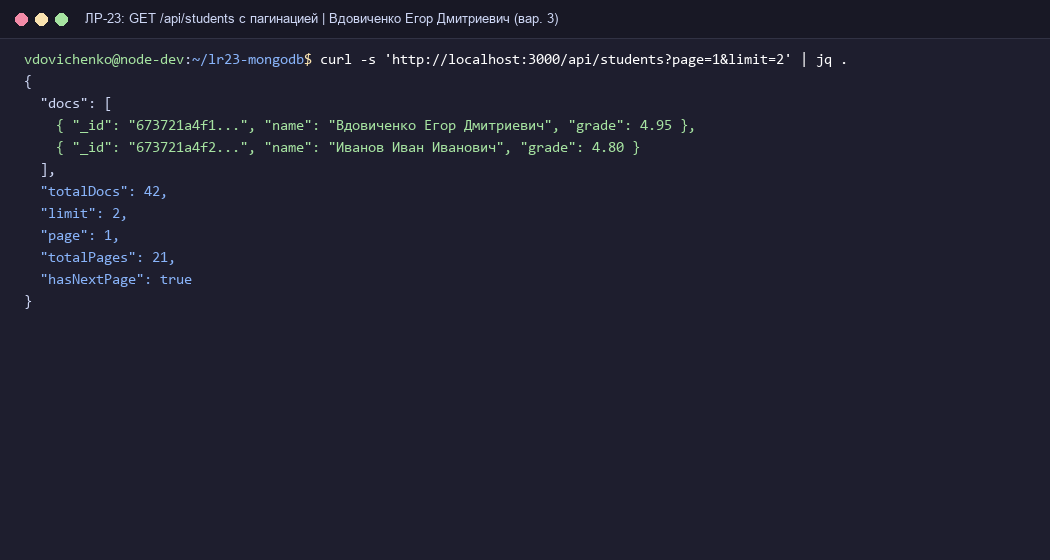 ЛР-23: GET /api/students с пагинацией | Вдовиченко Егор Дмитриевич (вар. 3)
vdovichenko@node-dev:~/lr23-mongodb$ curl -s 'http://localhost:3000/api/students?page=1&limit=2' | jq .
{
  "docs": [
    { "_id": "673721a4f1...", "name": "Вдовиченко Егор Дмитриевич", "grade": 4.95 },
    { "_id": "673721a4f2...", "name": "Иванов Иван Иванович", "grade": 4.80 }
  ],
  "totalDocs": 42,
  "limit": 2,
  "page": 1,
  "totalPages": 21,
  "hasNextPage": true
}